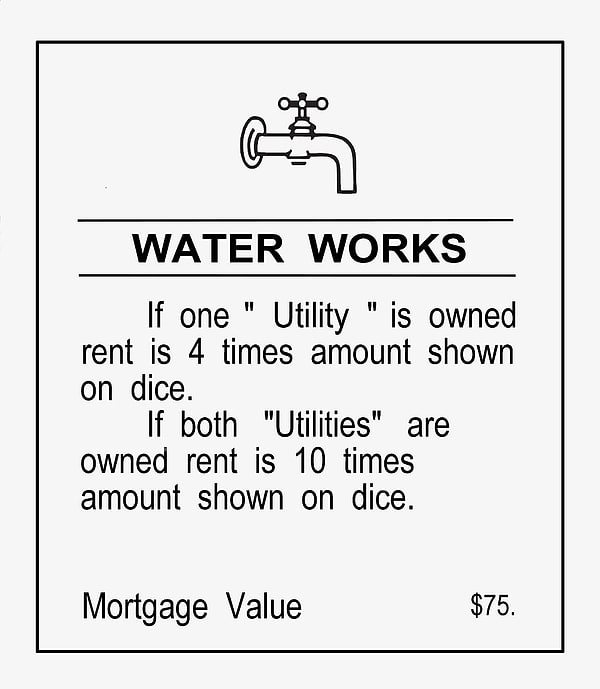 WATER WORKS
If one " Utility " is owned
rent is 4 times amount shown
on dice.
If both "Utilities" are
owned rent is 10 times
amount shown on dice.
Mortgage Value $75.